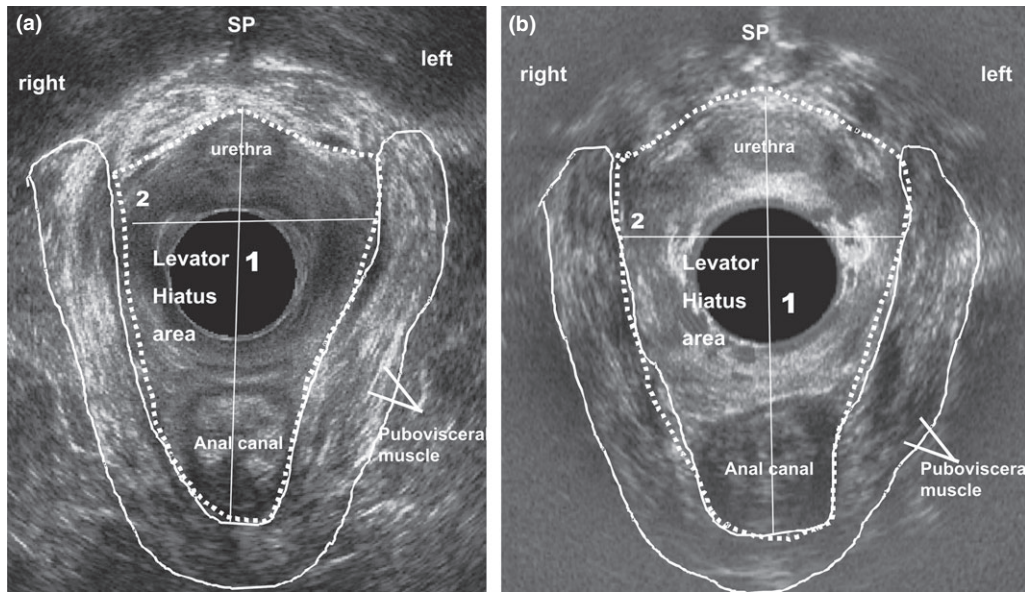 (a)
SP
left
right
urethra
2
1
Levator
Hiatus
area
Anal canal
Pubovisceral
muscle
(b)
SP
left
right
urethra
2
Levator
Hiatus
area
1
Anal canal
Pubovisceral
muscle